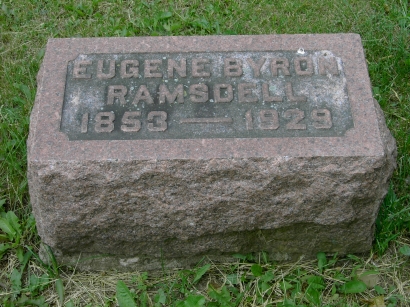 EUGENE BYRON
RAMSDELL
1853 — 1929